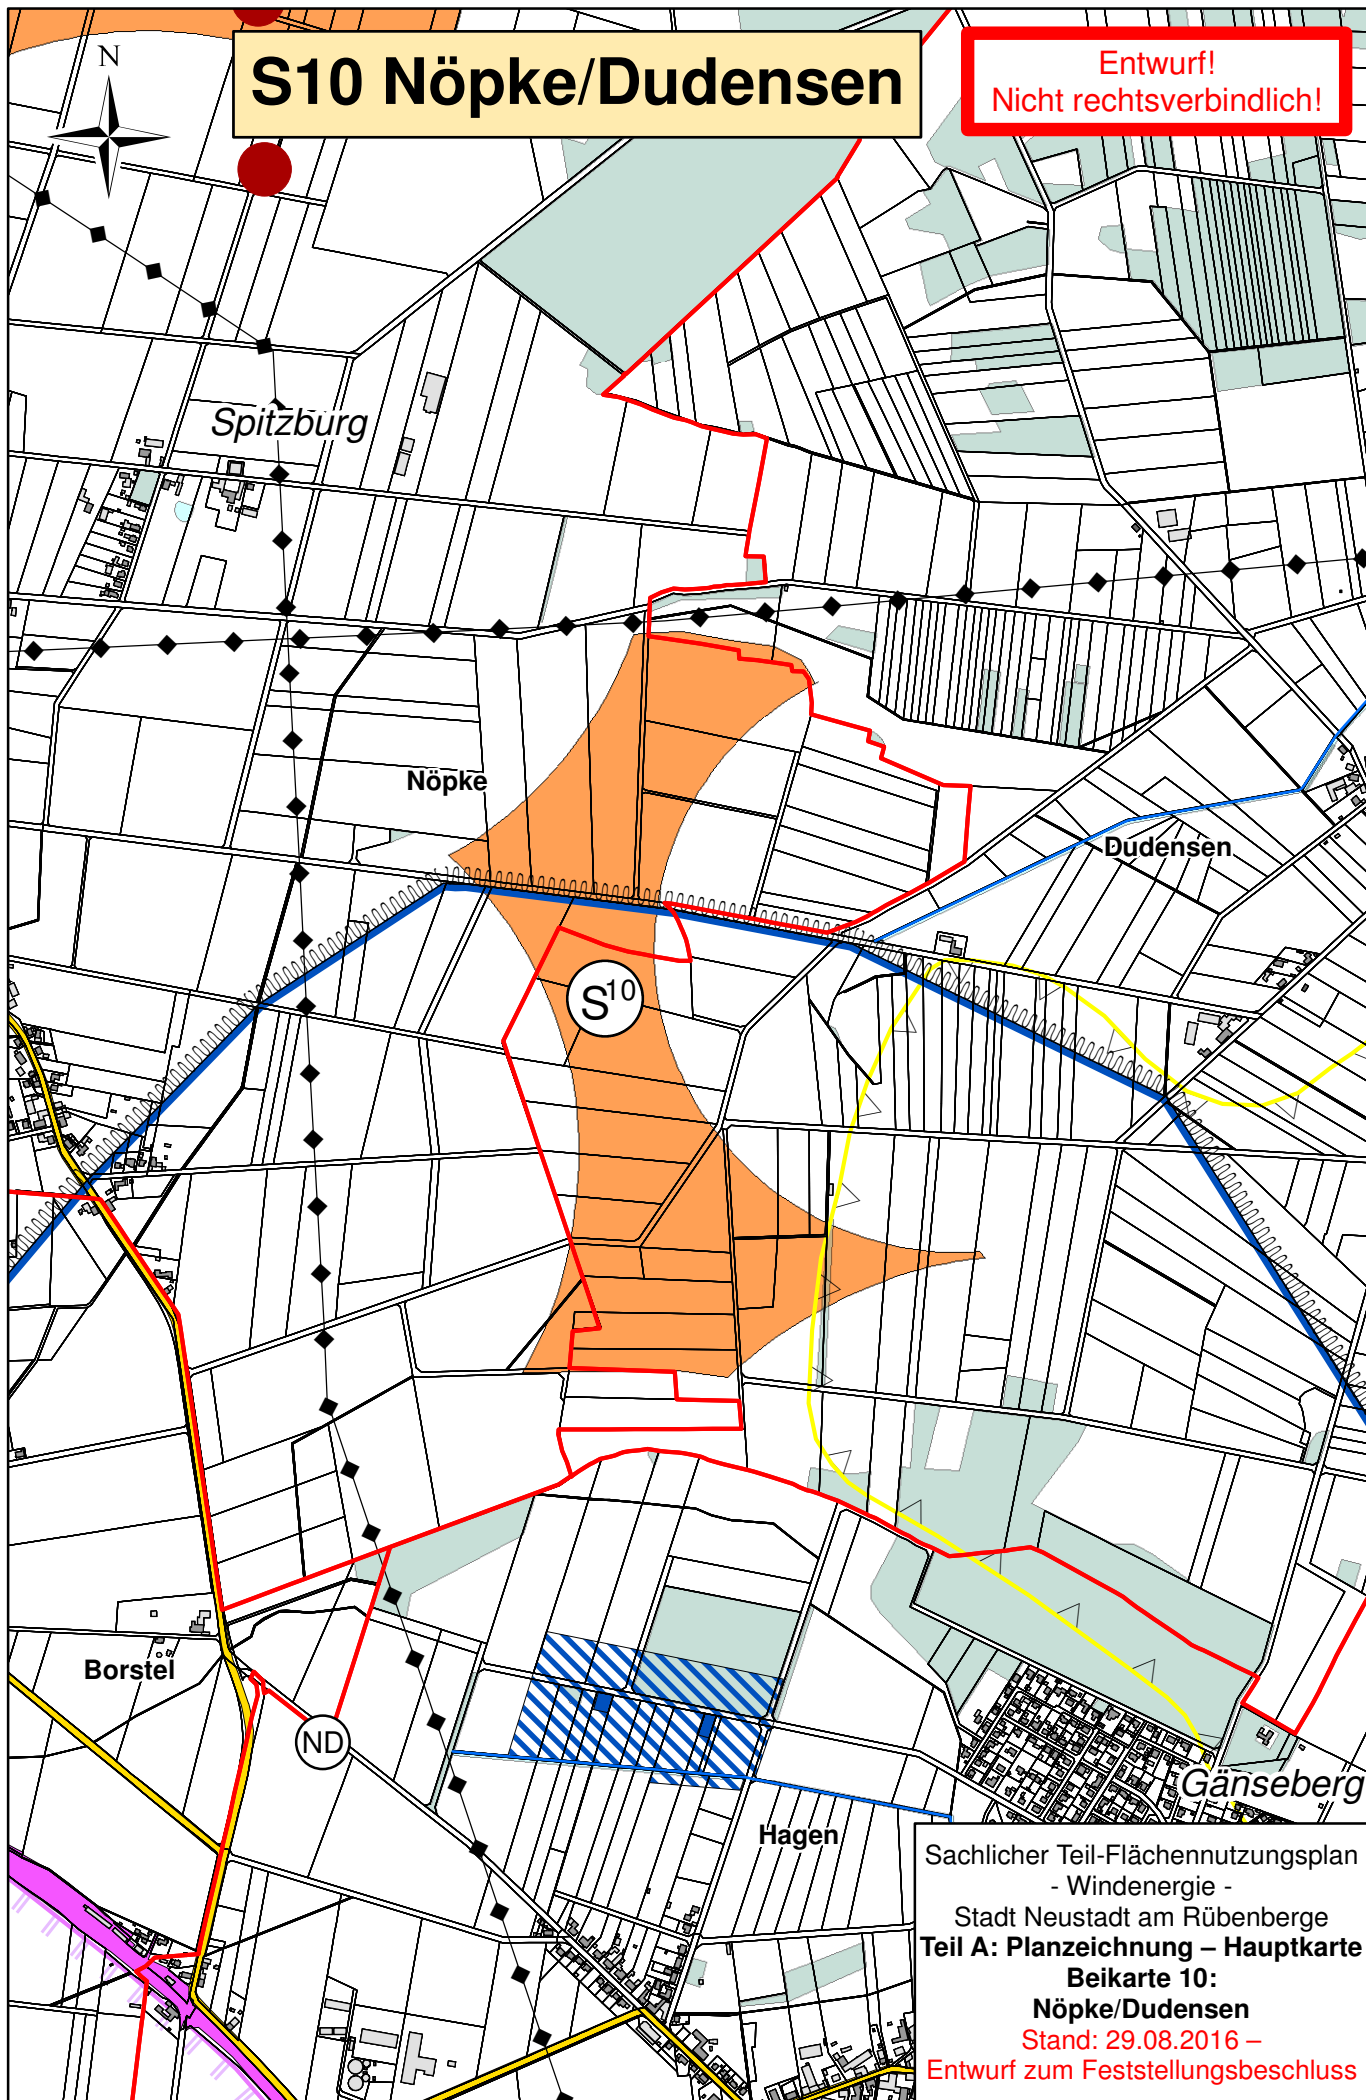 N
S10 Nöpke/Dudensen
Entwurf!
Nicht rechtsverbindlich!
Spitzburg
Nöpke
Dudensen
S10
Borstel
ND
Gänseberg
Hagen
Sachlicher Teil-Flächennutzungsplan
- Windenergie -
Stadt Neustadt am Rübenberge
Teil A: Planzeichnung – Hauptkarte
Beikarte 10:
Nöpke/Dudensen
Stand: 29.08.2016 –
Entwurf zum Feststellungsbeschluss